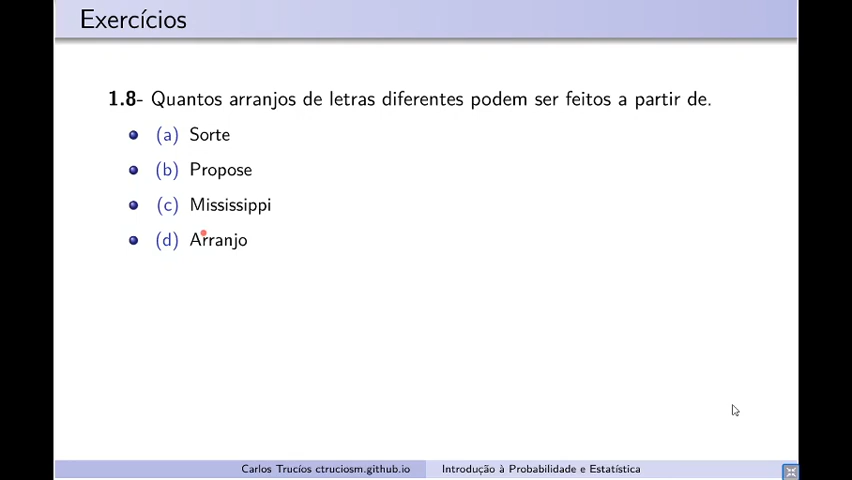 Exercícios
1.8- Quantos arranjos de letras diferentes podem ser feitos a partir de.
(a) Sorte
(b) Propose
(c) Mississippi
(d) Arranjo
Carlos Trucíos ctruciosm.github.io Introdução à Probabilidade e Estatística